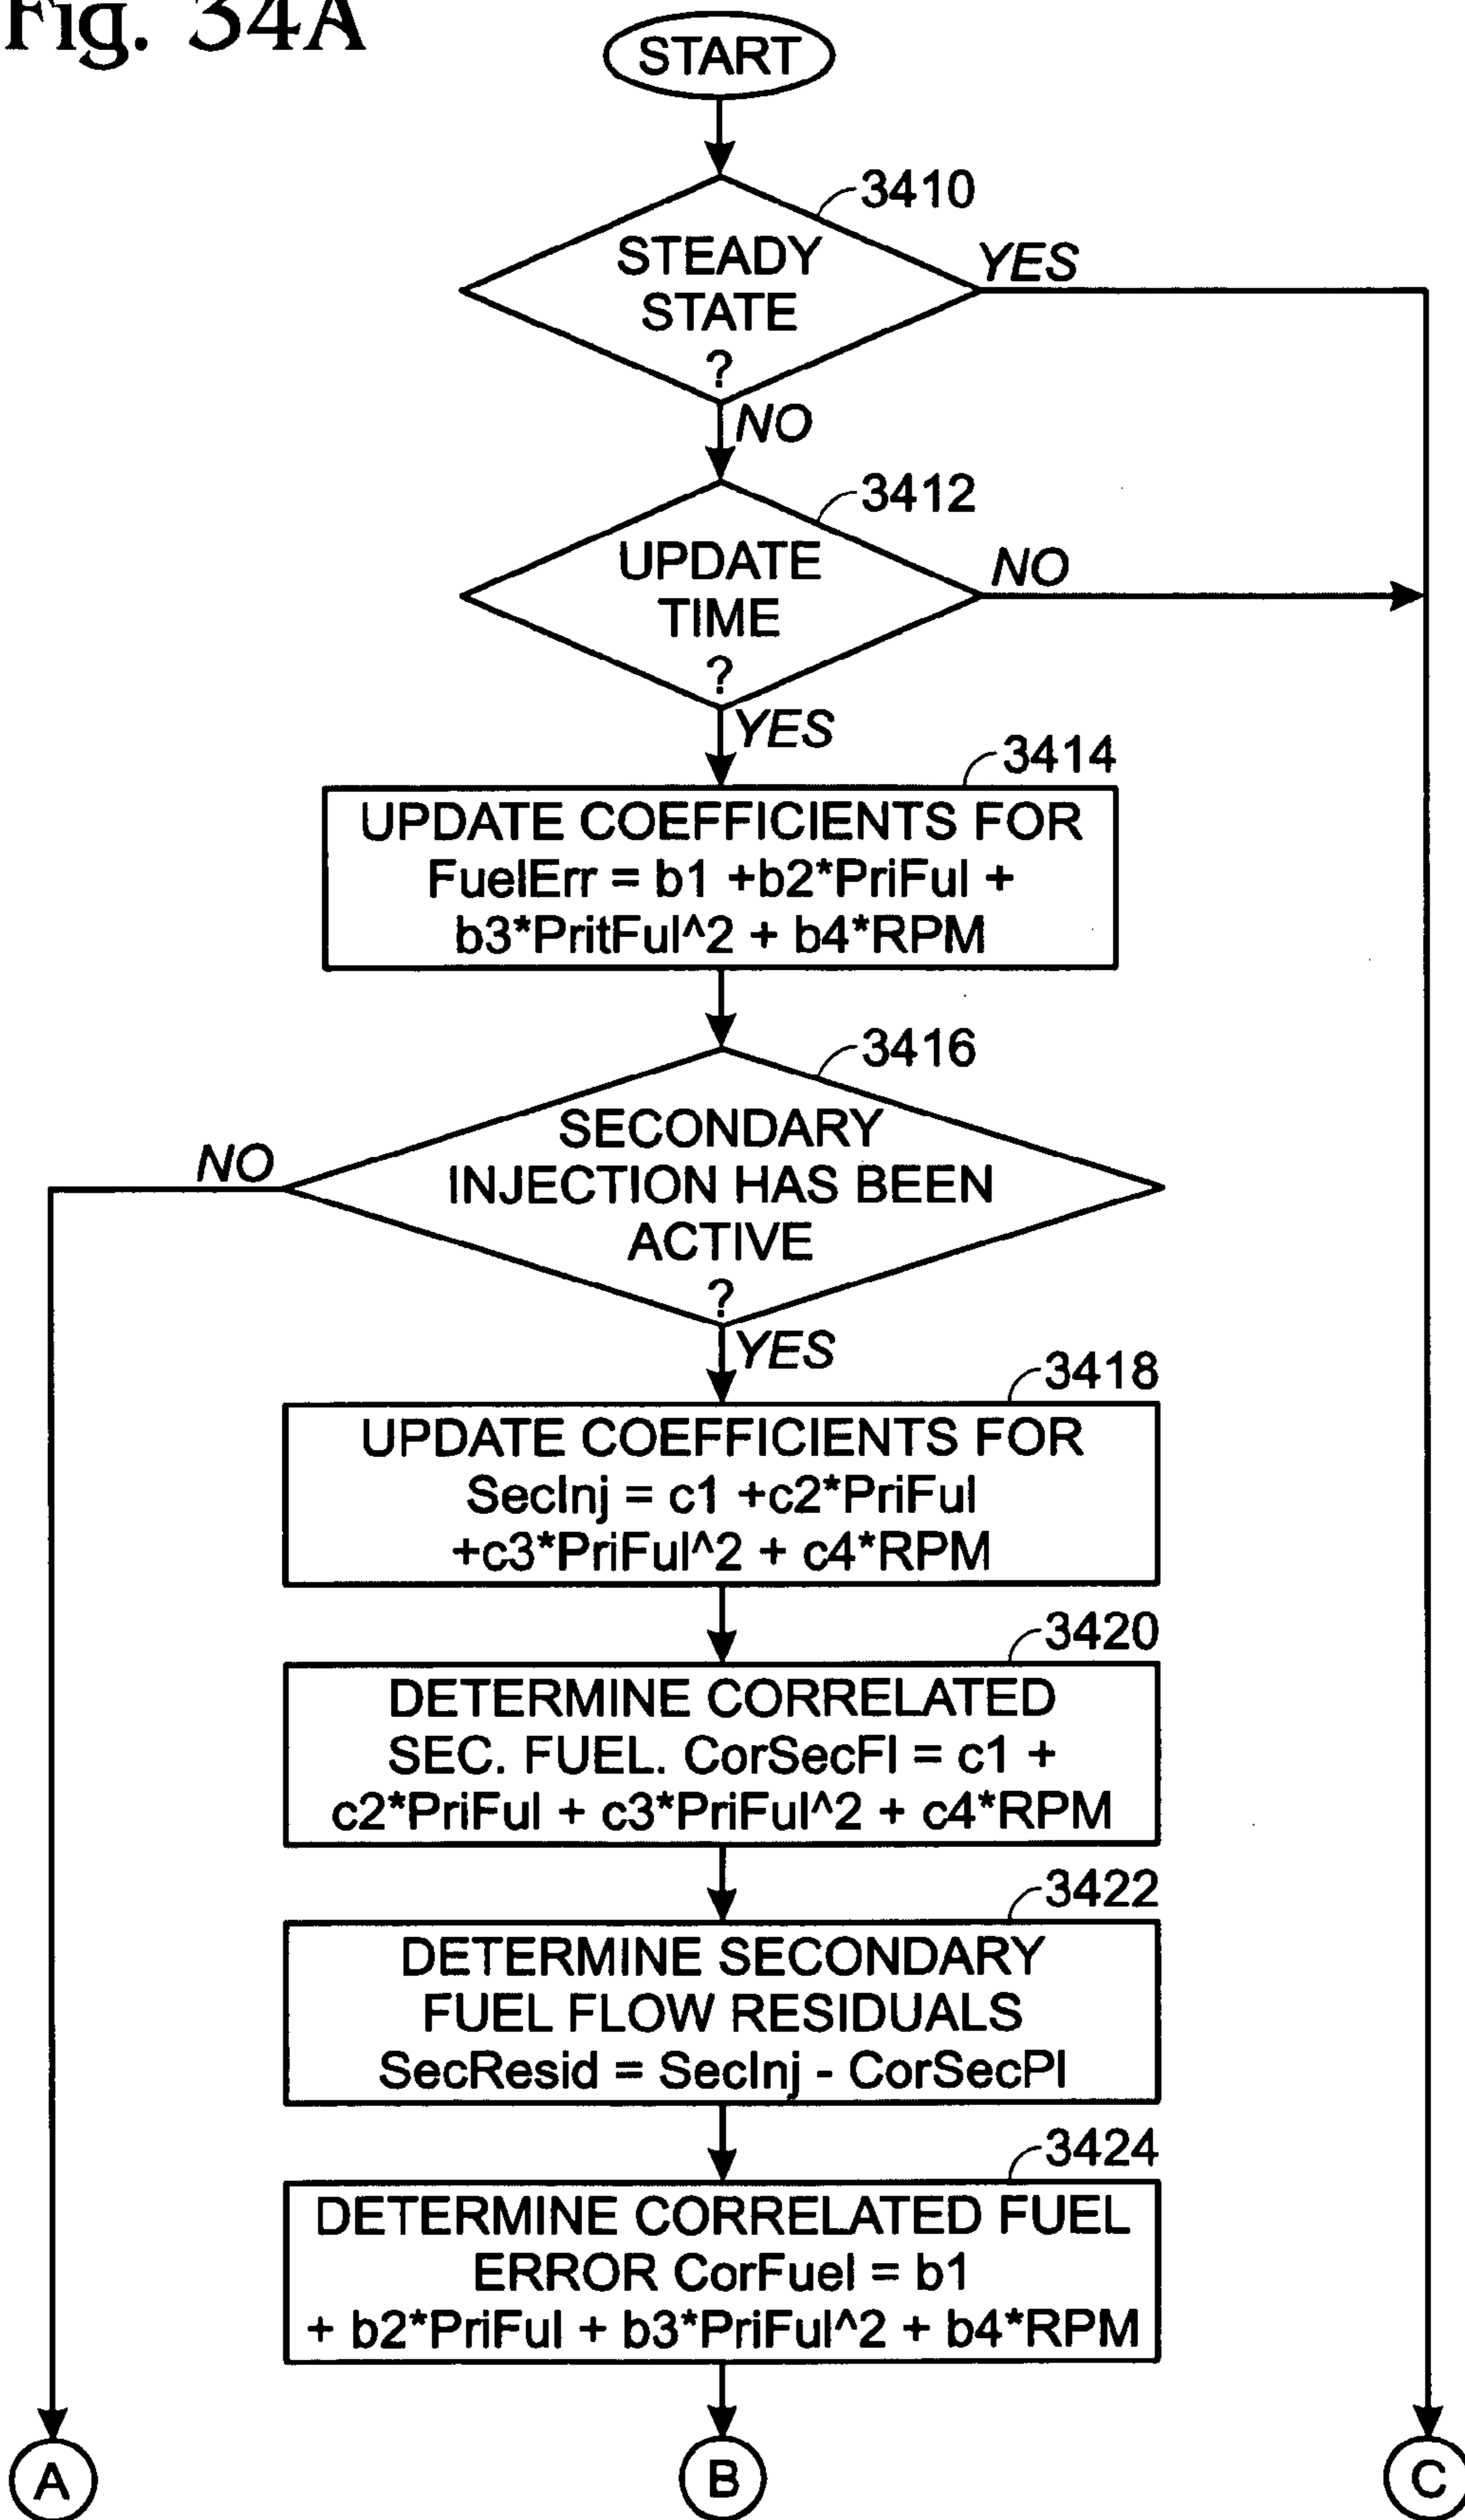 Fig. 34A
START
3410
STEADY
STATE
?
YES
NO
3412
UPDATE
TIME
?
NO
YES
3414
UPDATE COEFFICIENTS FOR
FuelErr = b1 +b2*PriFul +
b3*PritFul^2 + b4*RPM
3416
SECONDARY
INJECTION HAS BEEN
ACTIVE
?
NO
YES
3418
UPDATE COEFFICIENTS FOR
SecInj = c1 +c2*PriFul
+c3*PriFul^2 + c4*RPM
3420
DETERMINE CORRELATED
SEC. FUEL. CorSecFl = c1 +
c2*PriFul + c3*PriFul^2 + c4*RPM
3422
DETERMINE SECONDARY
FUEL FLOW RESIDUALS
SecResid = SecInj - CorSecPl
3424
DETERMINE CORRELATED FUEL
ERROR CorFuel = b1
+ b2*PriFul + b3*PriFul^2 + b4*RPM
A
B
C